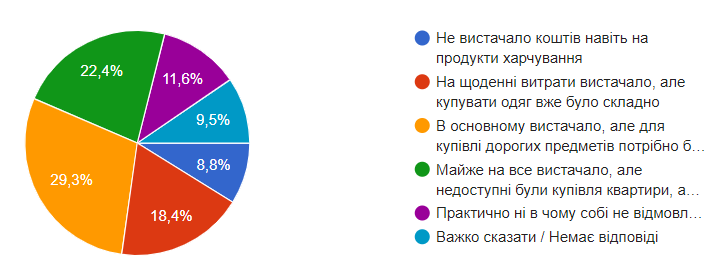 22,4%
11,6%
9,5%
8,8%
18,4%
29,3%
Не вистачало коштів навіть на
продукти харчування
На щоденні витрати вистачало, але
купувати одяг вже було складно
В основному вистачало, але для
купівлі дорогих предметів потрібно б…
Майже на все вистачало, але
недоступні були купівля квартири, а…
Практично ні в чому собі не відмовл…
Важко сказати / Немає відповіді